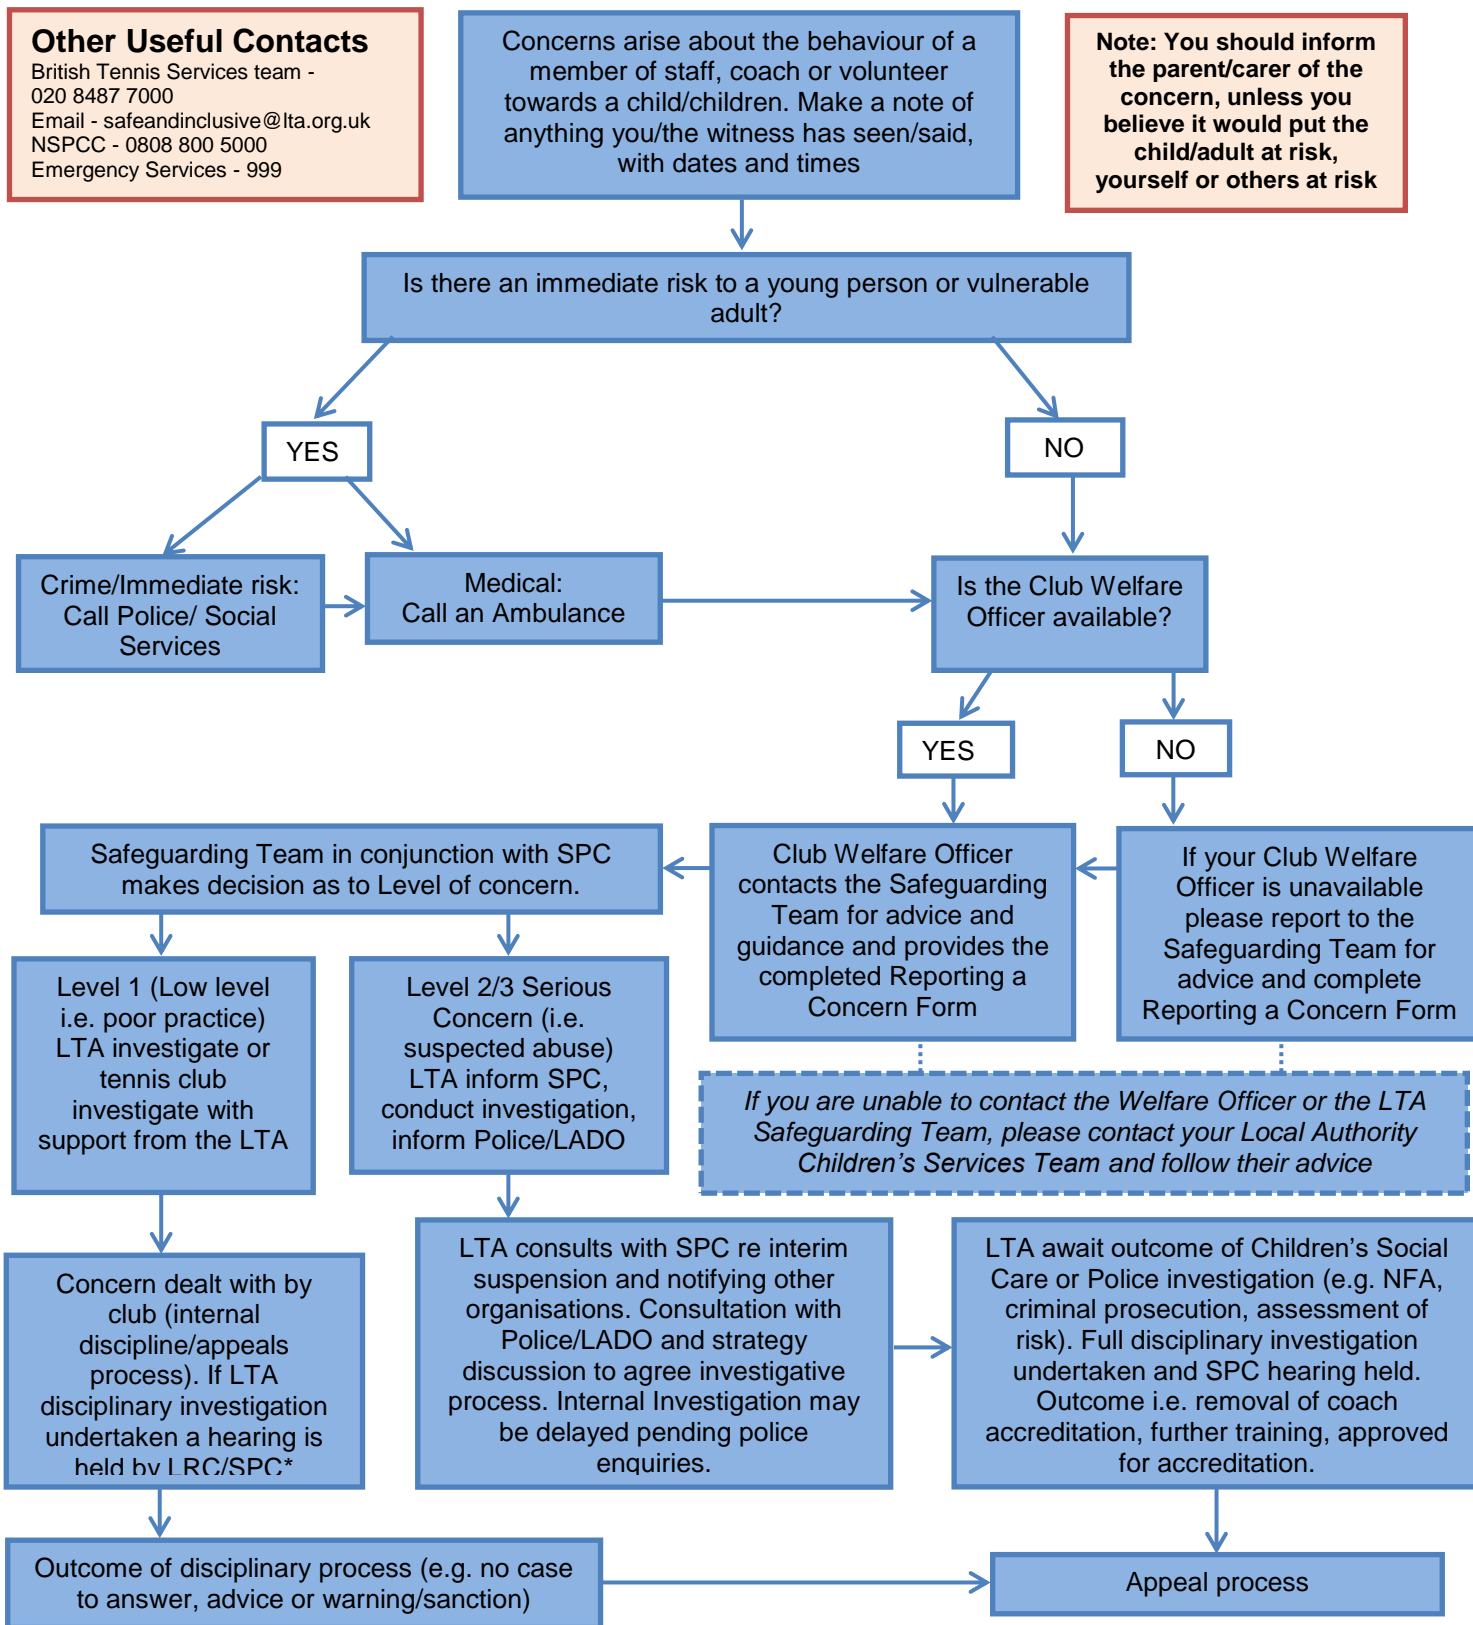 Other Useful Contacts
British Tennis Services team -
020 8487 7000
Email - safeandinclusive@lta.org.uk
NSPCC - 0808 800 5000
Emergency Services - 999
Concerns arise about the behaviour of a
member of staff, coach or volunteer
towards a child/children. Make a note of
anything you/the witness has seen/said,
with dates and times
Note: You should inform
the parent/carer of the
concern, unless you
believe it would put the
child/adult at risk,
yourself or others at risk
Is there an immediate risk to a young person or vulnerable
adult?
YES
NO
Crime/Immediate risk:
Call Police/ Social
Services
Medical:
Call an Ambulance
Is the Club Welfare
Officer available?
YES
NO
Safeguarding Team in conjunction with SPC
makes decision as to Level of concern.
Club Welfare Officer
contacts the Safeguarding
Team for advice and
guidance and provides the
completed Reporting a
Concern Form
If your Club Welfare
Officer is unavailable
please report to the
Safeguarding Team for
advice and complete
Reporting a Concern Form
Level 1 (Low level
i.e. poor practice)
LTA investigate or
tennis club
investigate with
support from the LTA
Level 2/3 Serious
Concern (i.e.
suspected abuse)
LTA inform SPC,
conduct investigation,
inform Police/LADO
If you are unable to contact the Welfare Officer or the LTA
Safeguarding Team, please contact your Local Authority
Children’s Services Team and follow their advice
Concern dealt with by
club (internal
discipline/appeals
process). If LTA
disciplinary investigation
undertaken a hearing is
held by LRC/SPC*
LTA consults with SPC re interim
suspension and notifying other
organisations. Consultation with
Police/LADO and strategy
discussion to agree investigative
process. Internal Investigation may
be delayed pending police
enquiries.
LTA await outcome of Children’s Social
Care or Police investigation (e.g. NFA,
criminal prosecution, assessment of
risk). Full disciplinary investigation
undertaken and SPC hearing held.
Outcome i.e. removal of coach
accreditation, further training, approved
for accreditation.
Outcome of disciplinary process (e.g. no case
to answer, advice or warning/sanction)
Appeal process